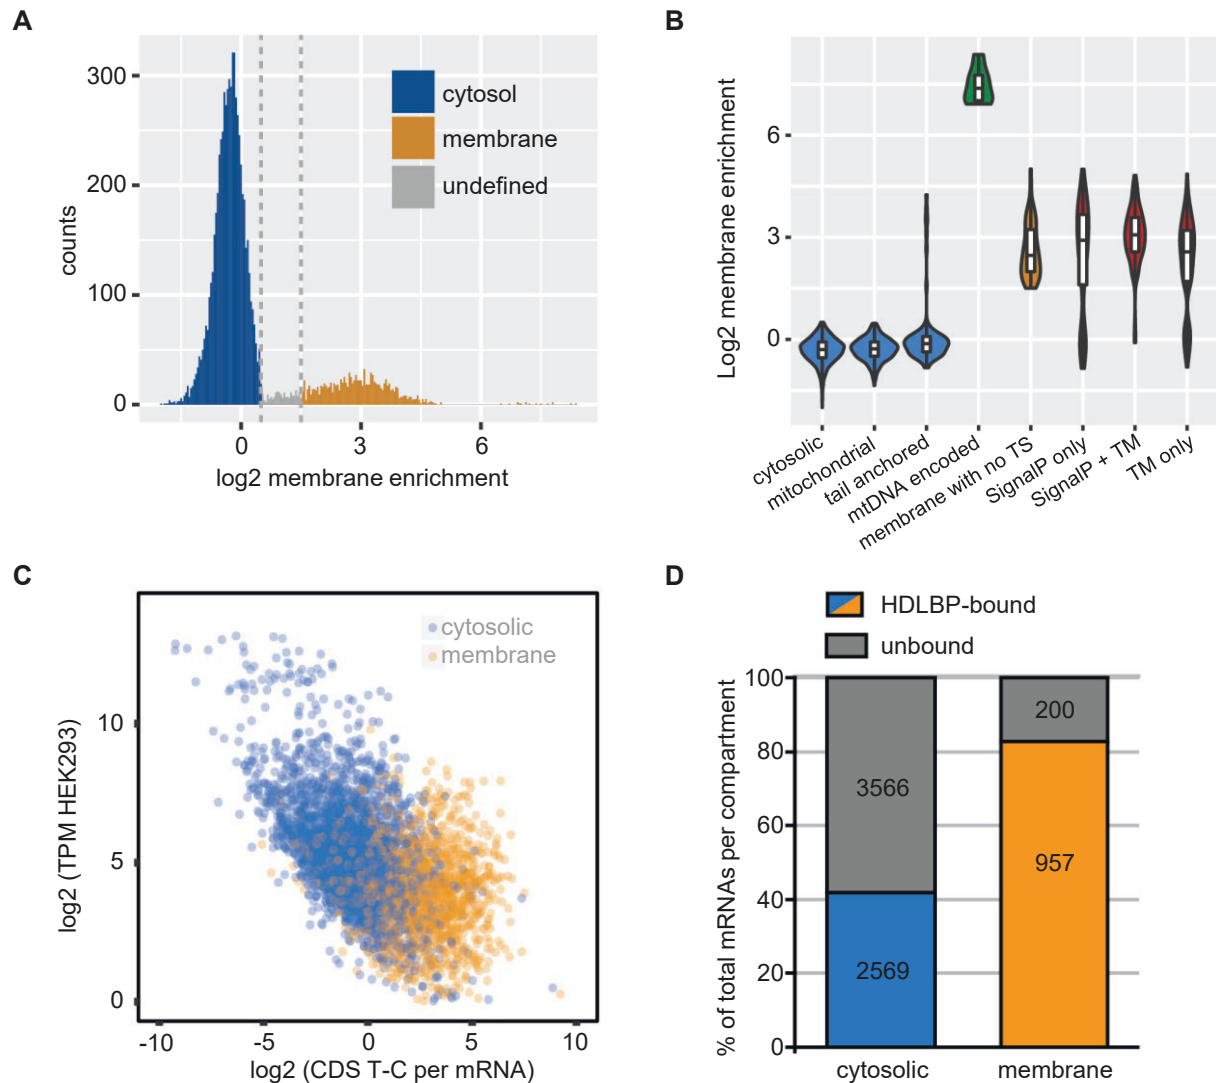 A
300
200
100
0
counts
cytosol
membrane
undefined
0 3 6
log2 membrane enrichment
B
6
3
0
Log2 membrane enrichment
cytosolic
mitochondrial
tail anchored
mtDNA encoded
membrane with no TS
SignalP only
SignalP + TM
TM only
C
cytosolic
membrane
10
5
0
log2 (TPM HEK293)
-10 -5 0 5 10
log2 (CDS T-C per mRNA)
D
HDLBP-bound
unbound
100
80
60
40
20
0
% of total mRNAs per compartment
200
3566
957
2569
cytosolic membrane